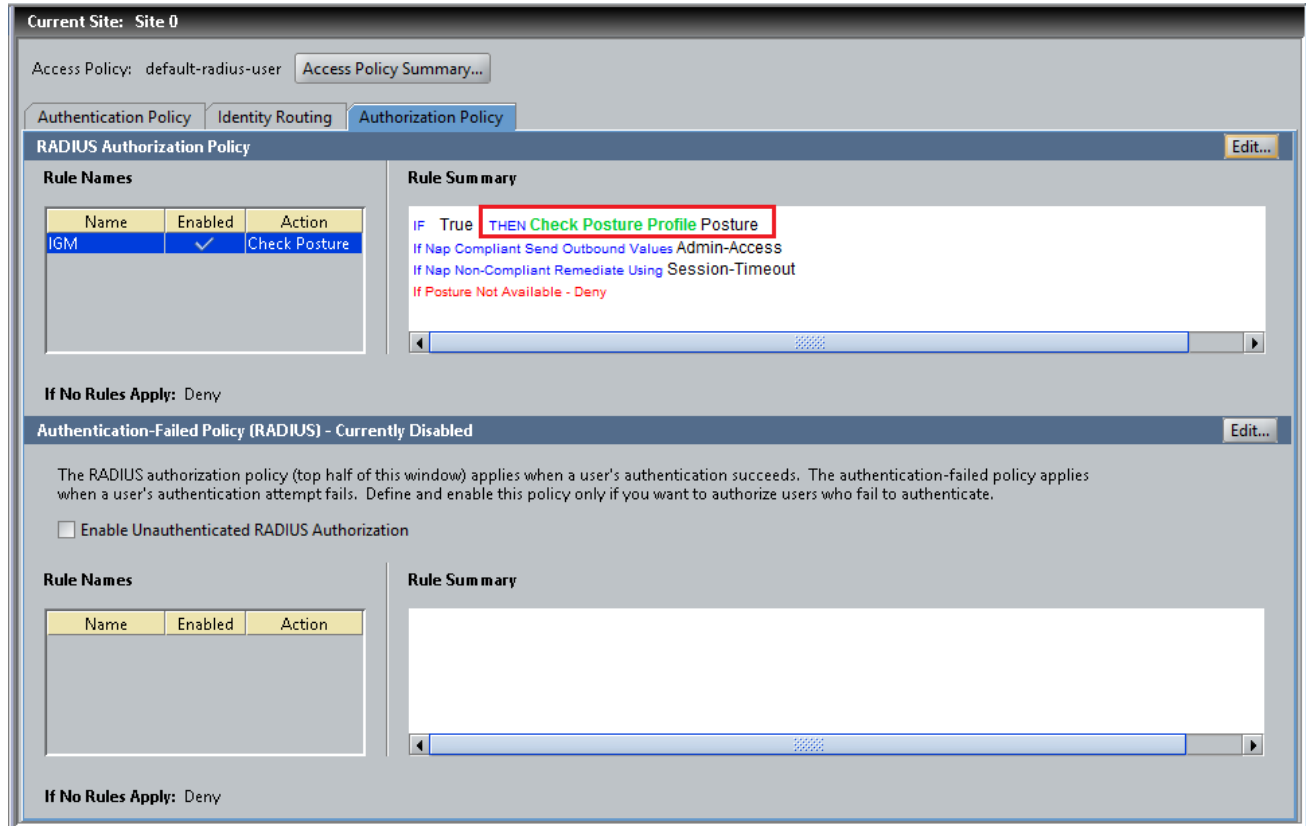 Current Site: Site 0
Access Policy: default-radius-user Access Policy Summary...
Authentication Policy Identity Routing Authorization Policy
RADIUS Authorization Policy Edit...
Rule Names
Name Enabled Action
IGM Check Posture
Rule Summary
IF True THEN Check Posture Profile Posture
If Nap Compliant Send Outbound Values Admin-Access
If Nap Non-Compliant Remediate Using Session-Timeout
If Posture Not Available - Deny
If No Rules Apply: Deny
Authentication-Failed Policy (RADIUS) - Currently Disabled Edit...
The RADIUS authorization policy (top half of this window) applies when a user's authentication succeeds. The authentication-failed policy applies
when a user's authentication attempt fails. Define and enable this policy only if you want to authorize users who fail to authenticate.
Enable Unauthenticated RADIUS Authorization
Rule Names
Name Enabled Action
Rule Summary
If No Rules Apply: Deny